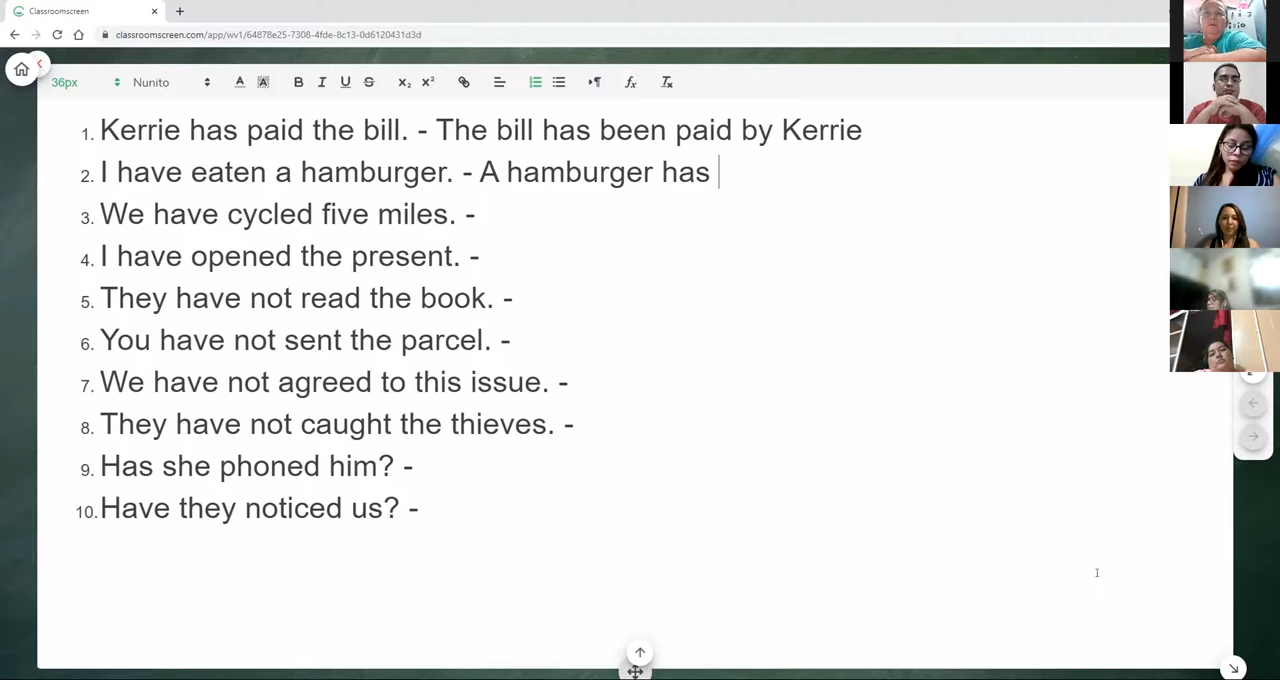 Classroomscreen
classroomscreen.com/app/wv1/64878e25-7308-4fde-8c13-0d6120431d3d
36px Nunito
1. Kerrie has paid the bill. - The bill has been paid by Kerrie
2. I have eaten a hamburger. - A hamburger has
3. We have cycled five miles. -
4. I have opened the present. -
5. They have not read the book. -
6. You have not sent the parcel. -
7. We have not agreed to this issue. -
8. They have not caught the thieves. -
9. Has she phoned him? -
10. Have they noticed us? -